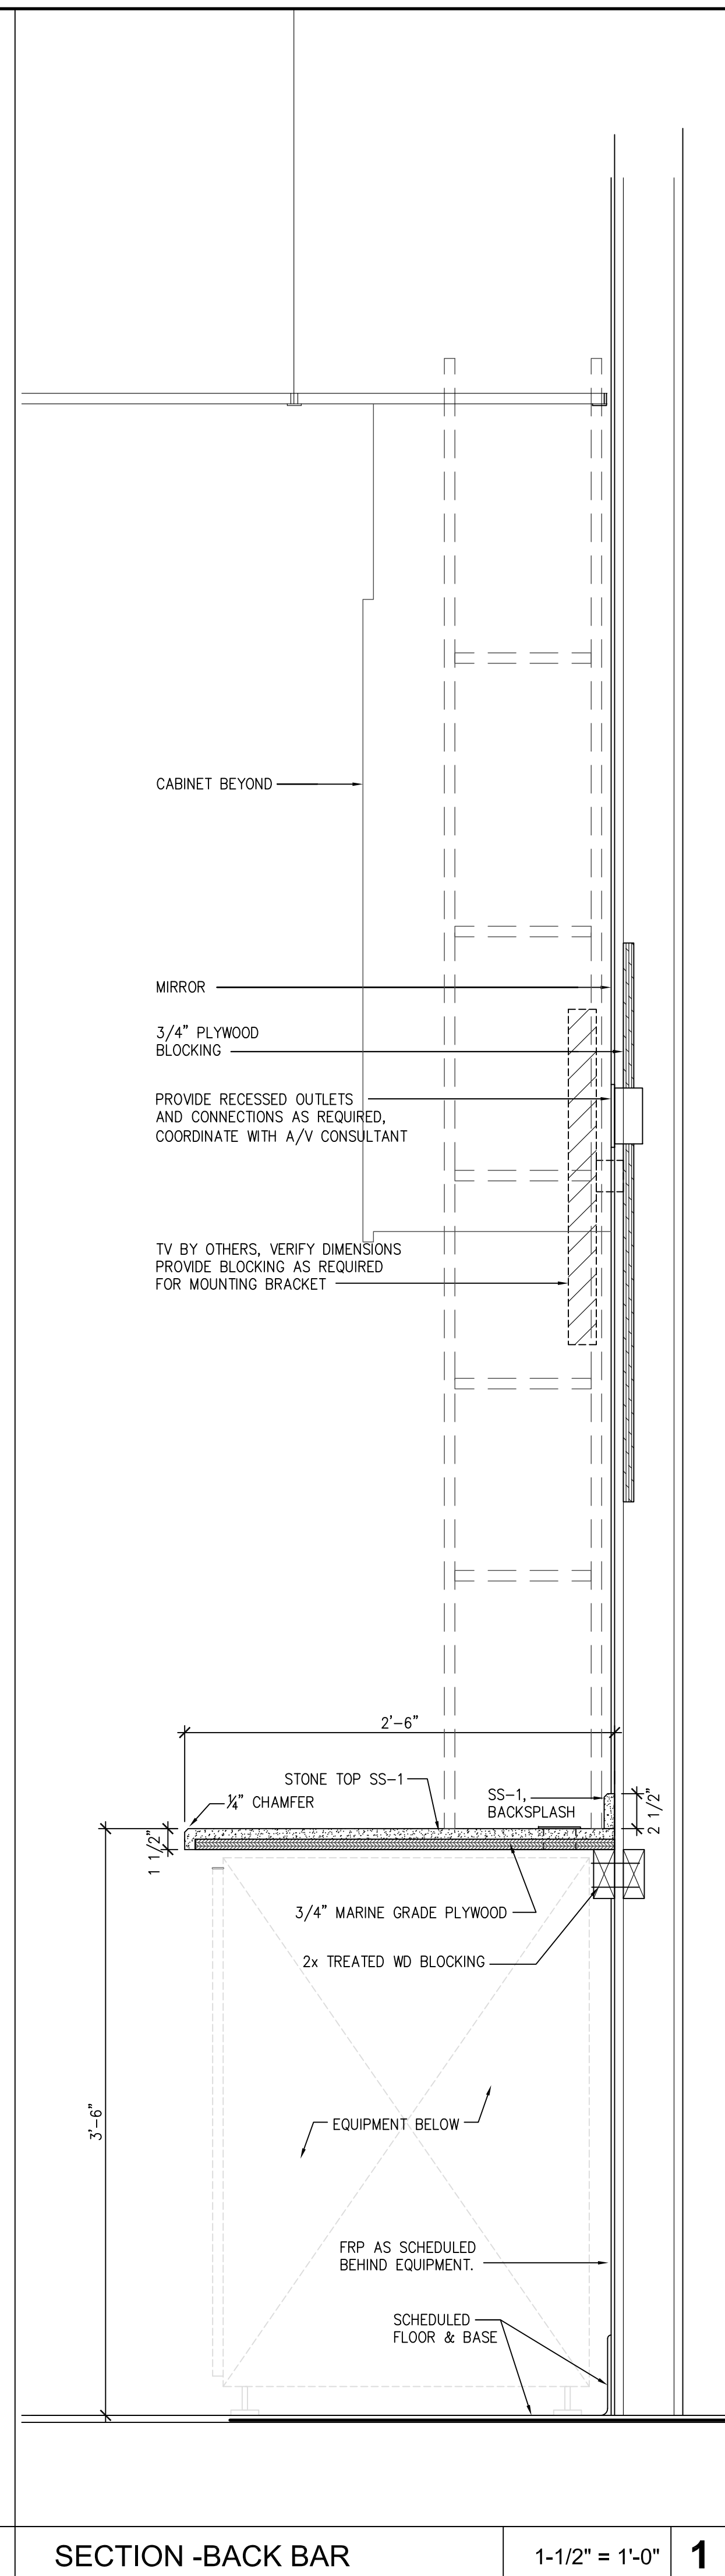 CABINET BEYOND
MIRROR
3/4" PLYWOOD
BLOCKING
PROVIDE RECESSED OUTLETS
AND CONNECTIONS AS REQUIRED,
COORDINATE WITH A/V CONSULTANT
TV BY OTHERS, VERIFY DIMENSIONS
PROVIDE BLOCKING AS REQUIRED
FOR MOUNTING BRACKET
2'-6"
STONE TOP SS-1
1/4" CHAMFER
SS-1,
BACKSPLASH
2 1/2"
1 1/2"
3/4" MARINE GRADE PLYWOOD
2x TREATED WD BLOCKING
3'-6"
EQUIPMENT BELOW
FRP AS SCHEDULED
BEHIND EQUIPMENT.
SCHEDULED
FLOOR & BASE
SECTION -BACK BAR
1-1/2" = 1'-0"
1